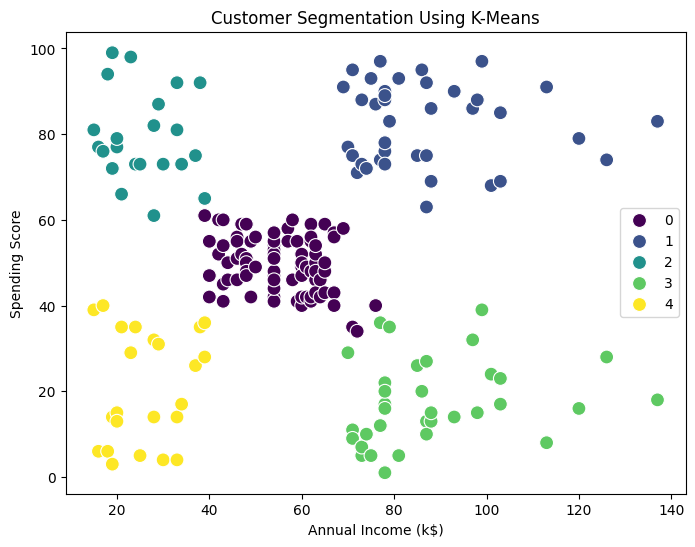 Customer Segmentation Using K-Means
100
80
60
40
20
0
Spending Score
0
1
2
3
4
20 40 60 80 100 120 140
Annual Income (k$)